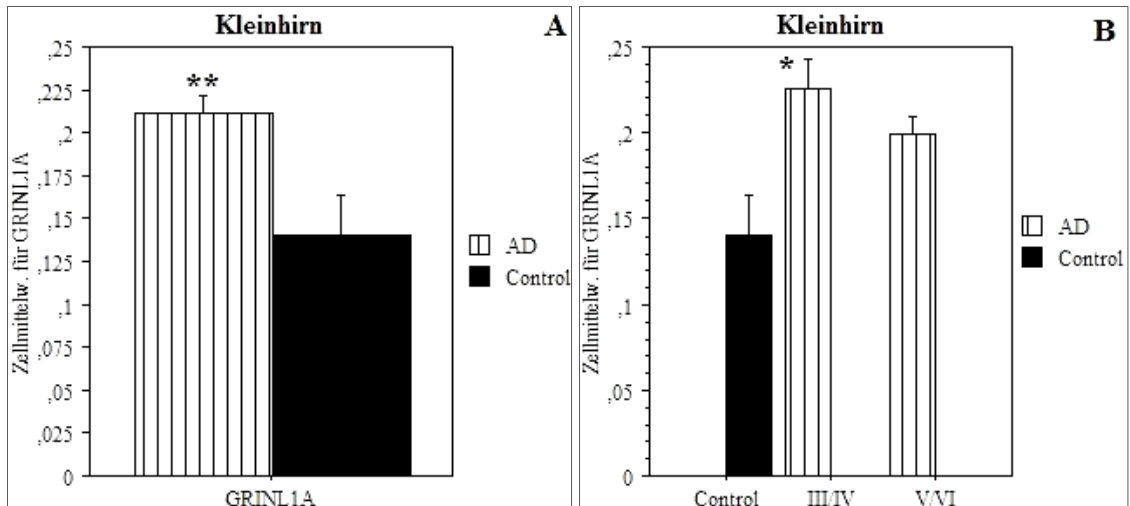 Kleinhirn
A
**
Zellmittelw. für GRINL1A
,25
,225
,2
,175
,15
,125
,1
,075
,05
,025
0
GRINL1A
AD
Control
Kleinhirn
B
*
Zellmittelw. für GRINL1A
,25
,2
,15
,1
,05
0
Control
III/IV
V/VI
AD
Control